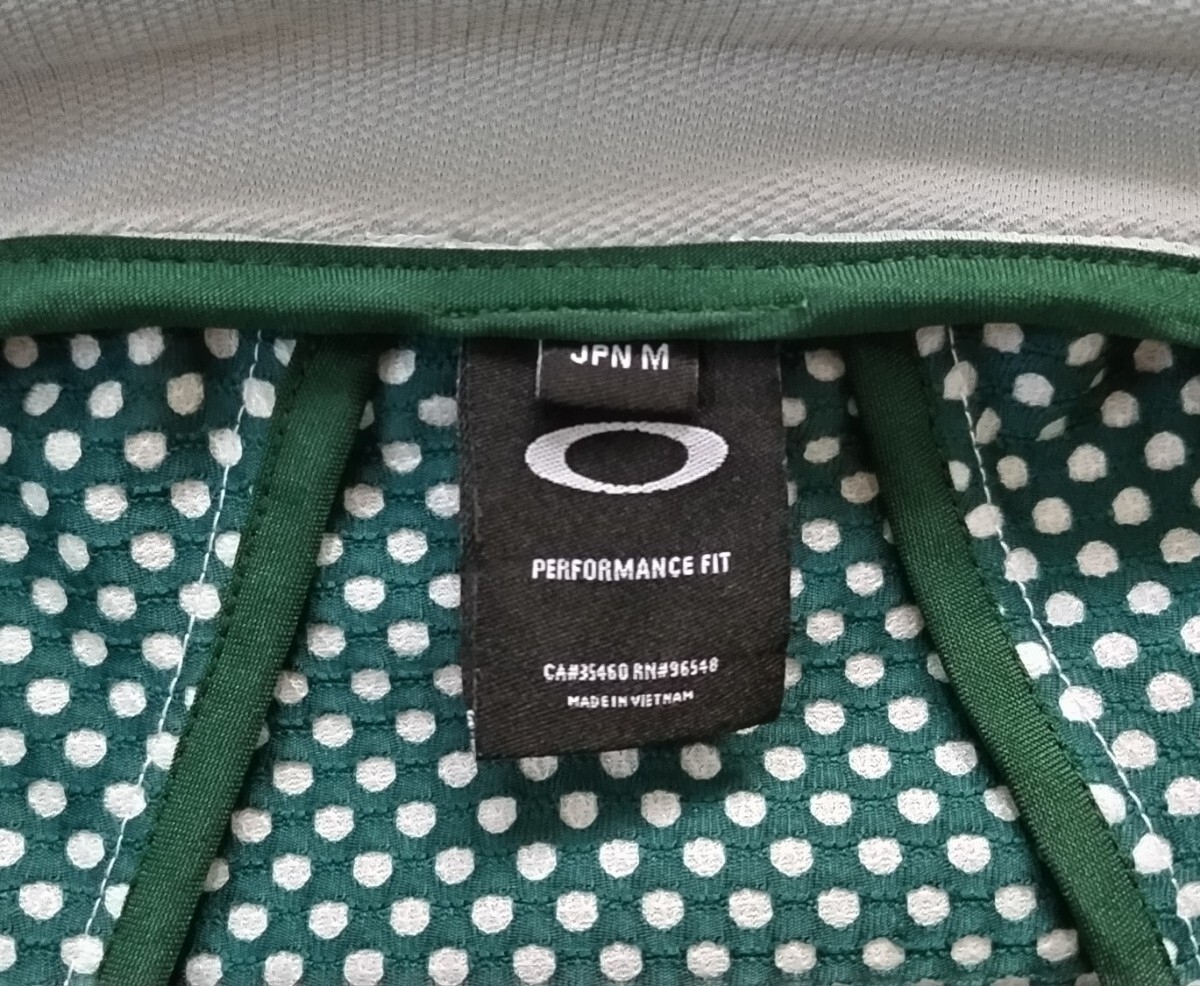 JPN M
PERFORMANCE FIT
CA#35460 RN#96548
MADE IN VIETNAM